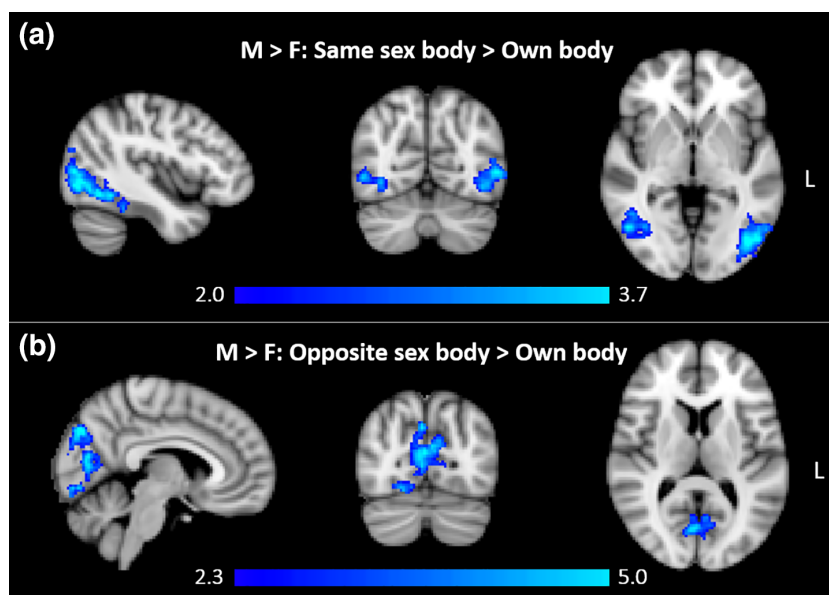 (a)
M > F: Same sex body > Own body
L
2.0 3.7
(b)
M > F: Opposite sex body > Own body
L
2.3 5.0